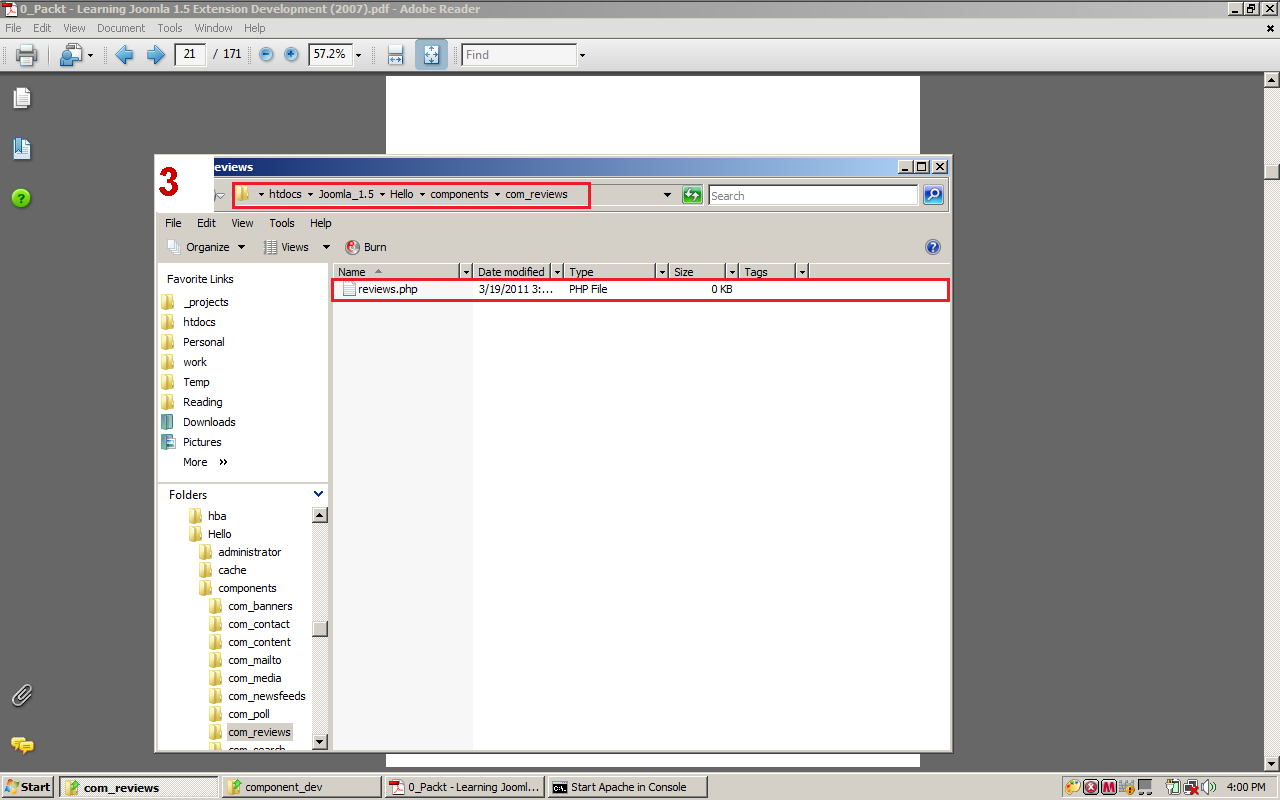 0_Packt - Learning Joomla 1.5 Extension Development (2007).pdf - Adobe Reader
File Edit View Document Tools Window Help
21 / 171 57.2% Find
3
eviews
htdocs Joomla_1.5 Hello components com_reviews
Search
File Edit View Tools Help
Organize Views Burn
Name Date modified Type Size Tags
reviews.php 3/19/2011 3:... PHP File 0 KB
Favorite Links
_projects
htdocs
Personal
work
Temp
Reading
Downloads
Pictures
More »
Folders
hba
Hello
administrator
cache
components
com_banners
com_contact
com_content
com_mailto
com_media
com_newsfeeds
com_poll
com_reviews
com_search
Start com_reviews component_dev 0_Packt - Learning Jooml... Start Apache in Console 4:00 PM